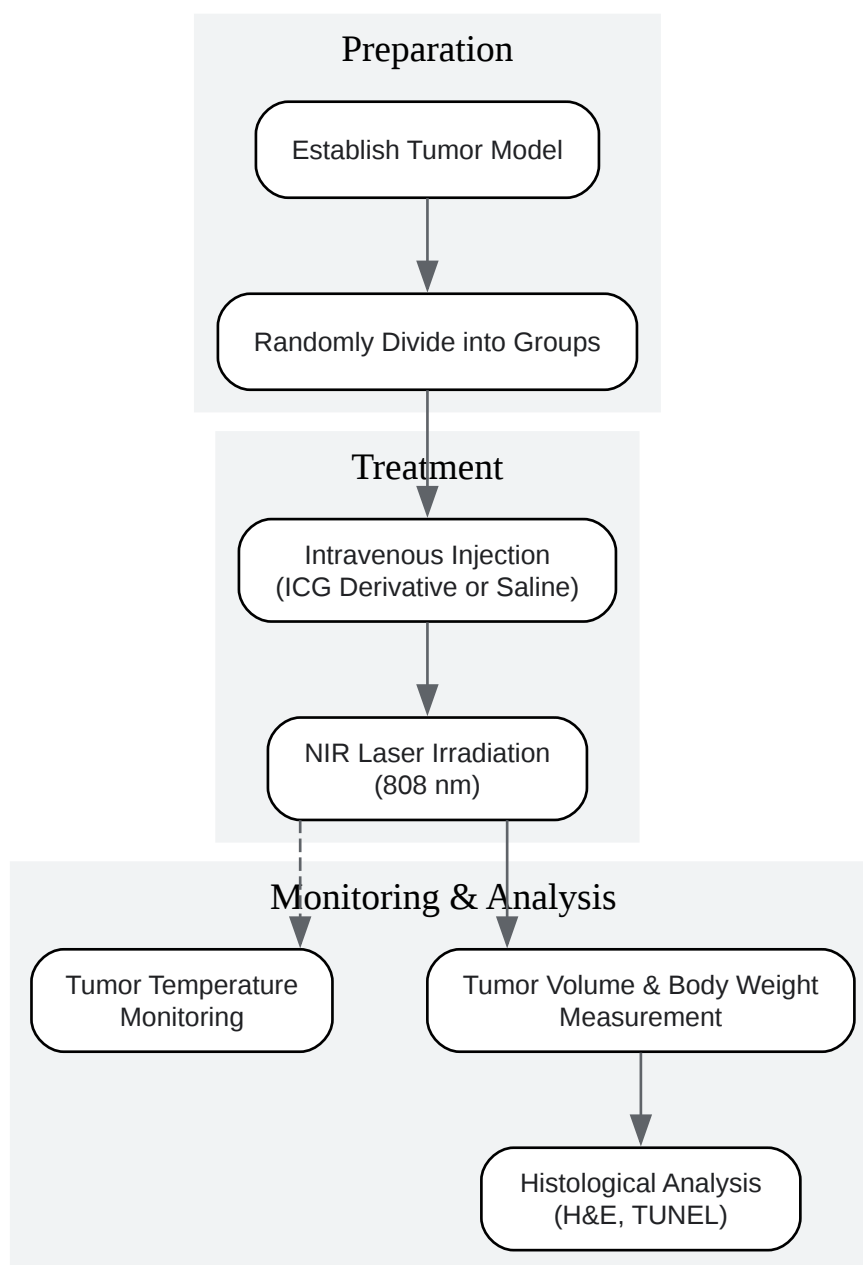 Preparation
Establish Tumor Model
Randomly Divide into Groups
Treatment
Intravenous Injection
(ICG Derivative or Saline)
NIR Laser Irradiation
(808 nm)
Monitoring & Analysis
Tumor Temperature
Monitoring
Tumor Volume & Body Weight
Measurement
Histological Analysis
(H&E, TUNEL)